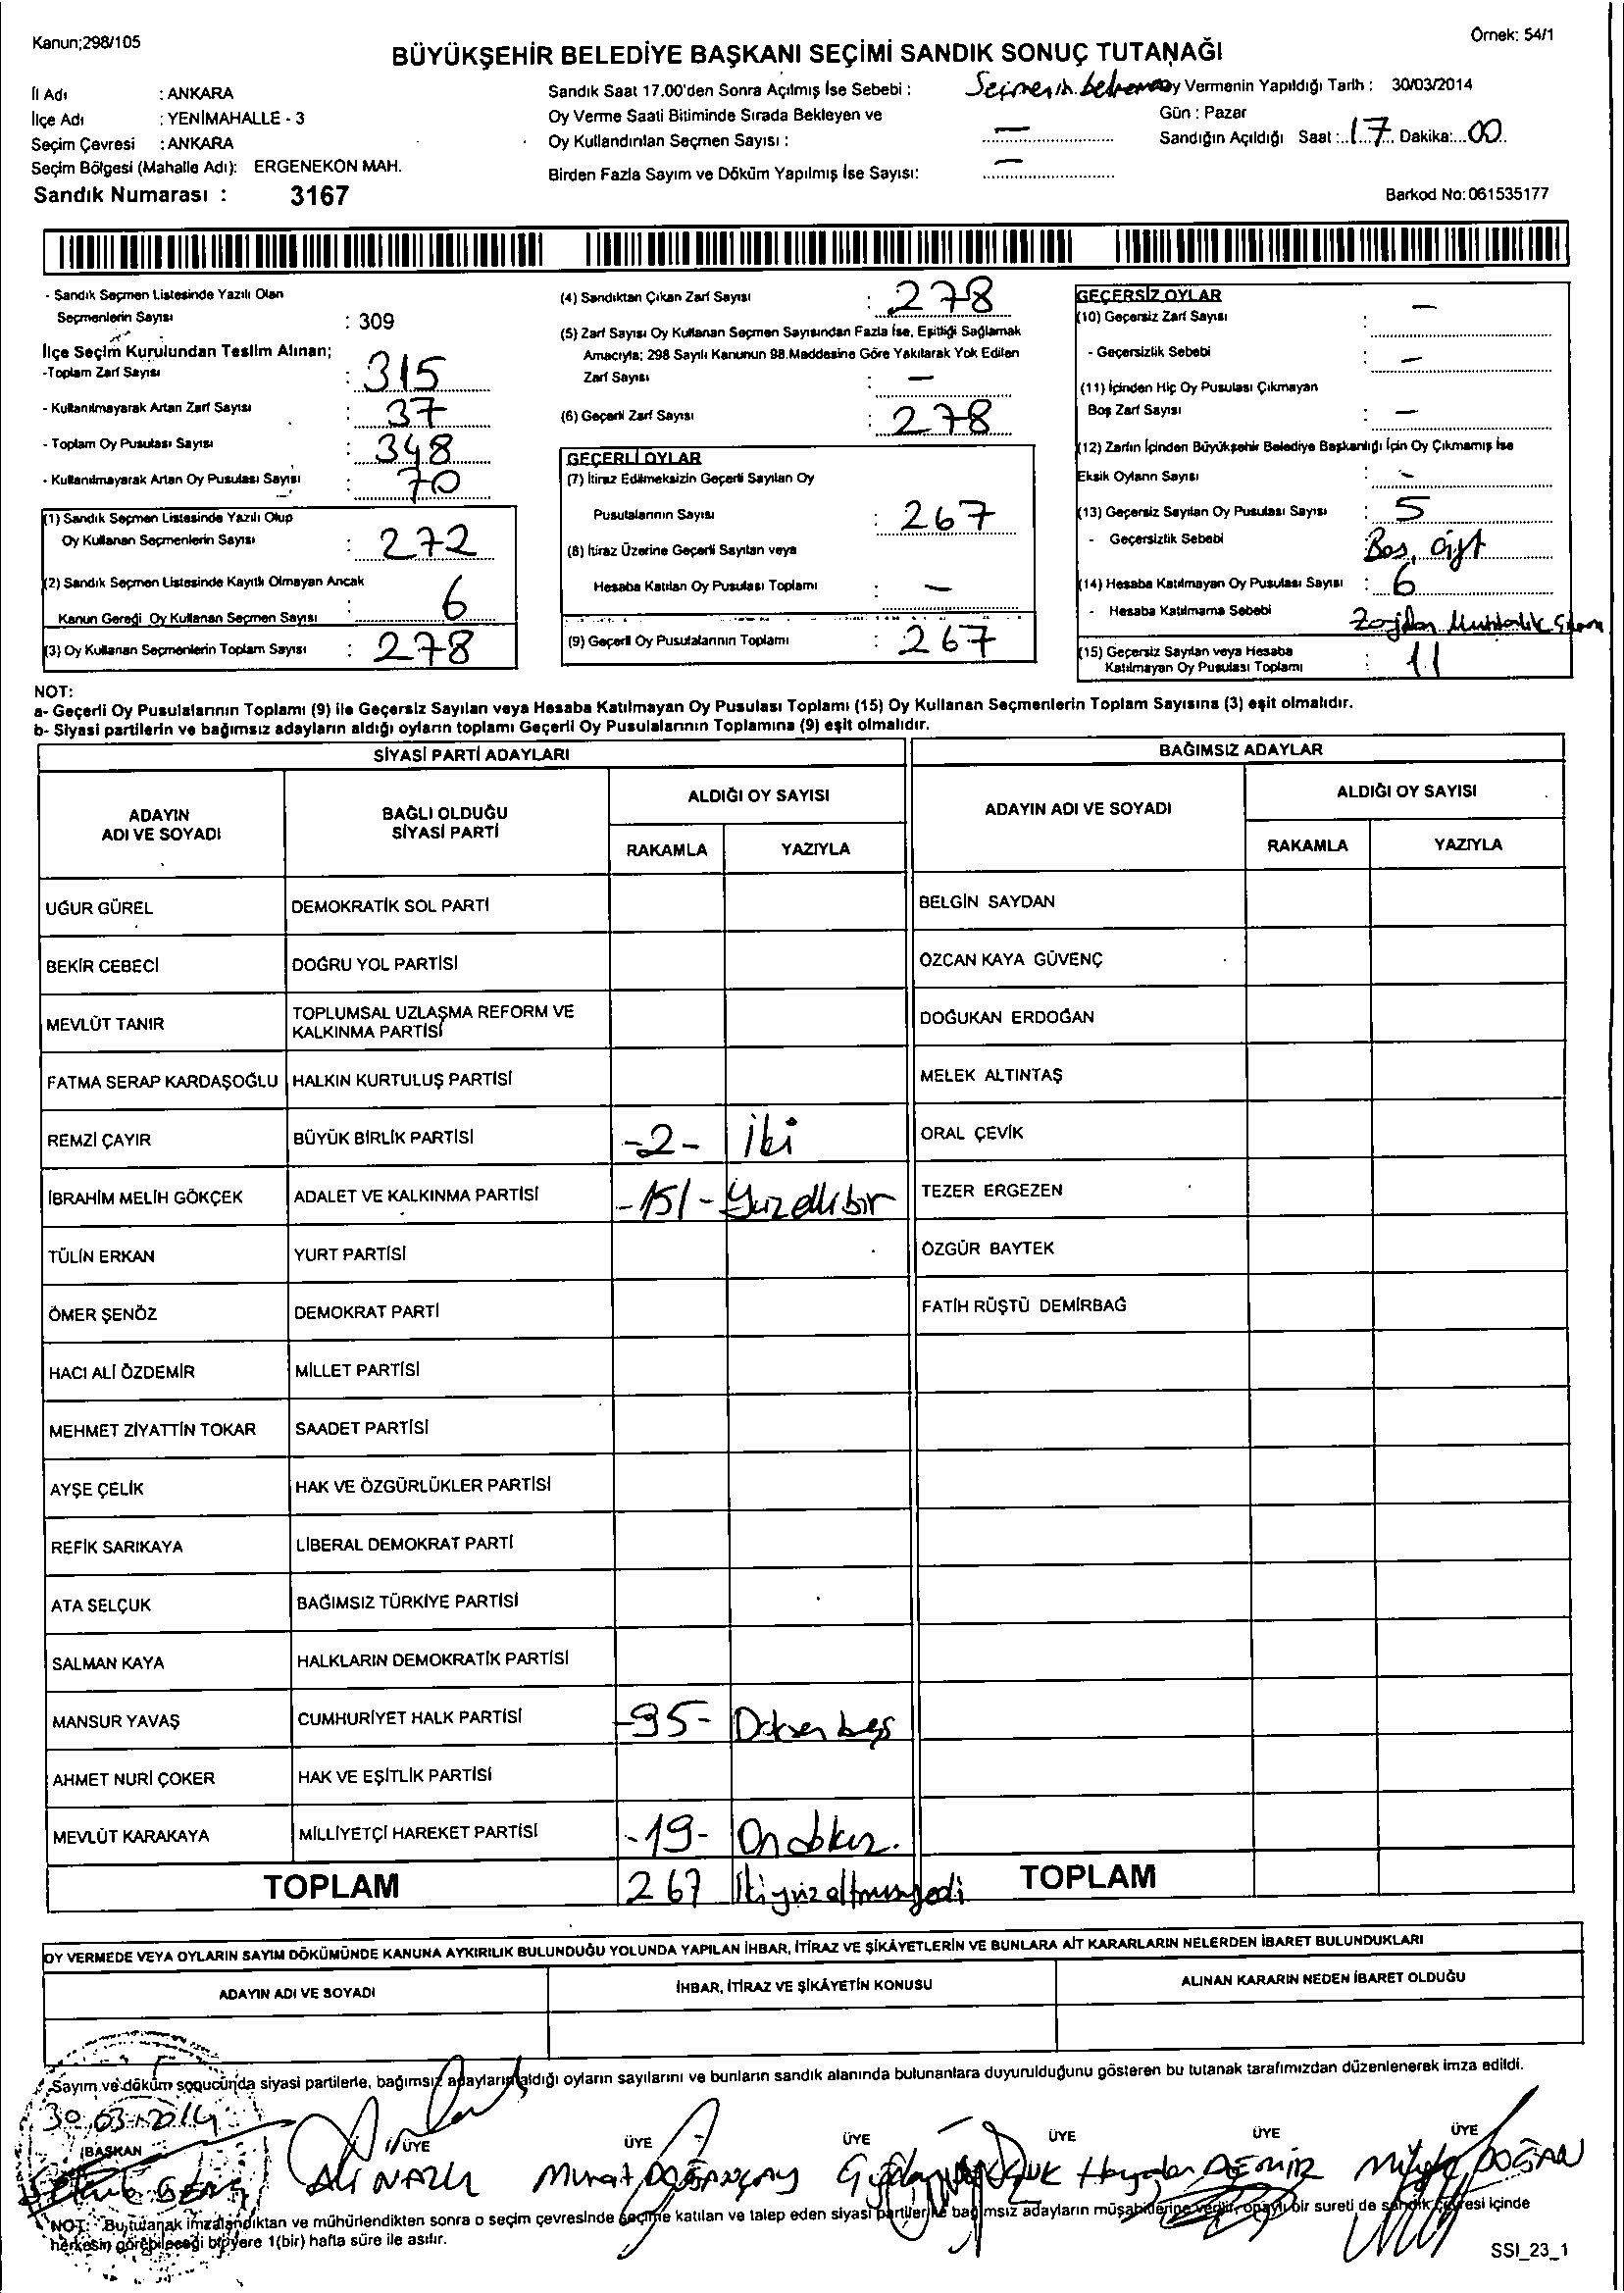 Kanun;298/105
Örnek: 54/1
BÜYÜKŞEHİR BELEDİYE BAŞKANI SEÇİMİ SANDIK SONUÇ TUTANAĞI
İl Adı : ANKARA
İlçe Adı : YENİMAHALLE - 3
Seçim Çevresi : ANKARA
Seçim Bölgesi (Mahalle Adı): ERGENEKON MAH.
Sandık Numarası : 3167
Sandık Saat 17.00'den Sonra Açılmış İse Sebebi :
Oy Verme Saati Bitiminde Sırada Bekleyen ve
Oy Kullandırılan Seçmen Sayısı : –
Birden Fazla Sayım ve Döküm Yapılmış İse Sayısı: –
Oy Vermenin Yapıldığı Tarih : 30/03/2014
Gün : Pazar
Sandığın Açıldığı Saat : 17 Dakika: 00
Barkod No: 061535177
- Sandık Seçmen Listesinde Yazılı Olan
Seçmenlerin Sayısı : 309
İlçe Seçim Kurulundan Teslim Alınan;
-Toplam Zarf Sayısı : 315
- Kullanılmayarak Artan Zarf Sayısı : 37
- Toplam Oy Pusulası Sayısı : 348
- Kullanılmayarak Artan Oy Pusulası Sayısı : 70
(1) Sandık Seçmen Listesinde Yazılı Olup
Oy Kullanan Seçmenlerin Sayısı : 272
(2) Sandık Seçmen Listesinde Kayıtlı Olmayan Ancak
Kanun Gereği Oy Kullanan Seçmen Sayısı : 6
(3) Oy Kullanan Seçmenlerin Toplam Sayısı : 278
(4) Sandıktan Çıkan Zarf Sayısı : 278
(5) Zarf Sayısı Oy Kullanan Seçmen Sayısından Fazla İse, Eşitliği Sağlamak
Amacıyla; 298 Sayılı Kanunun 98.Maddesine Göre Yakılarak Yok Edilen
Zarf Sayısı : –
(6) Geçerli Zarf Sayısı : 278
GEÇERLİ OYLAR
(7) İtiraz Edilmeksizin Geçerli Sayılan Oy
Pusulalarının Sayısı : 267
(8) İtiraz Üzerine Geçerli Sayılan veya
Hesaba Katılan Oy Pusulası Toplamı : –
(9) Geçerli Oy Pusulalarının Toplamı : 267
GEÇERSİZ OYLAR
(10) Geçersiz Zarf Sayısı : –
- Geçersizlik Sebebi : –
(11) İçinden Hiç Oy Pusulası Çıkmayan
Boş Zarf Sayısı : –
(12) Zarfın İçinden Büyükşehir Belediye Başkanlığı İçin Oy Çıkmamış İse
Eksik Oyların Sayısı : –
(13) Geçersiz Sayılan Oy Pusulası Sayısı : 5
- Geçersizlik Sebebi Boş, çift
(14) Hesaba Katılmayan Oy Pusulası Sayısı : 6
- Hesaba Katılmama Sebebi
(15) Geçersiz Sayılan veya Hesaba
Katılmayan Oy Pusulası Toplamı : 11
NOT:
a- Geçerli Oy Pusulalarının Toplamı (9) ile Geçersiz Sayılan veya Hesaba Katılmayan Oy Pusulası Toplamı (15) Oy Kullanan Seçmenlerin Toplam Sayısına (3) eşit olmalıdır.
b- Siyasi partilerin ve bağımsız adayların aldığı oyların toplamı Geçerli Oy Pusulalarının Toplamına (9) eşit olmalıdır.
SİYASİ PARTİ ADAYLARI
BAĞIMSIZ ADAYLAR
ADAYIN
ADI VE SOYADI
BAĞLI OLDUĞU
SİYASİ PARTİ
ALDIĞI OY SAYISI
RAKAMLA YAZIYLA
ADAYIN ADI VE SOYADI
ALDIĞI OY SAYISI
RAKAMLA YAZIYLA
UĞUR GÜREL DEMOKRATİK SOL PARTİ BELGİN SAYDAN
BEKİR CEBECİ DOĞRU YOL PARTİSİ ÖZCAN KAYA GÜVENÇ
MEVLÜT TANIR TOPLUMSAL UZLAŞMA REFORM VE
KALKINMA PARTİSİ DOĞUKAN ERDOĞAN
FATMA SERAP KARDAŞOĞLU HALKIN KURTULUŞ PARTİSİ MELEK ALTINTAŞ
REMZİ ÇAYIR BÜYÜK BİRLİK PARTİSİ -2- İki ORAL ÇEVİK
İBRAHİM MELİH GÖKÇEK ADALET VE KALKINMA PARTİSİ -151- Yüzellibir TEZER ERGEZEN
TÜLİN ERKAN YURT PARTİSİ ÖZGÜR BAYTEK
ÖMER ŞENÖZ DEMOKRAT PARTİ FATİH RÜŞTÜ DEMİRBAĞ
HACI ALİ ÖZDEMİR MİLLET PARTİSİ
MEHMET ZİYATTİN TOKAR SAADET PARTİSİ
AYŞE ÇELİK HAK VE ÖZGÜRLÜKLER PARTİSİ
REFİK SARIKAYA LİBERAL DEMOKRAT PARTİ
ATA SELÇUK BAĞIMSIZ TÜRKİYE PARTİSİ
SALMAN KAYA HALKLARIN DEMOKRATİK PARTİSİ
MANSUR YAVAŞ CUMHURİYET HALK PARTİSİ -95- Doksan beş
AHMET NURİ ÇOKER HAK VE EŞİTLİK PARTİSİ
MEVLÜT KARAKAYA MİLLİYETÇİ HAREKET PARTİSİ -19- On dokuz.
TOPLAM 267 İkiyüzaltmışyedi TOPLAM
OY VERMEDE VEYA OYLARIN SAYIM DÖKÜMÜNDE KANUNA AYKIRILIK BULUNDUĞU YOLUNDA YAPILAN İHBAR, İTİRAZ VE ŞİKÂYETLERİN VE BUNLARA AİT KARARLARIN NELERDEN İBARET BULUNDUKLARI
ADAYIN ADI VE SOYADI İHBAR, İTİRAZ VE ŞİKÂYETİN KONUSU ALINAN KARARIN NEDEN İBARET OLDUĞU
Sayım ve döküm sonucunda siyasi partilerle, bağımsız adayların aldığı oyların sayılarını ve bunların sandık alanında bulunanlara duyurulduğunu gösteren bu tutanak tarafımızdan düzenlenerek imza edildi.
30.03.2014
BAŞKAN ÜYE ÜYE ÜYE ÜYE ÜYE ÜYE
ALİ NAZLI Murat DOĞANÇAY DEMİR DOĞAN
NOT: Bu tutanak imzalandıktan ve mühürlendikten sonra o seçim çevresinde seçime katılan ve talep eden siyasi partiler ile bağımsız adayların müşahitlerine verilir, onaylı bir sureti de sandık çevresi içinde
herkesin görebileceği bir yere 1(bir) hafta süre ile asılır.
SSI_23_1